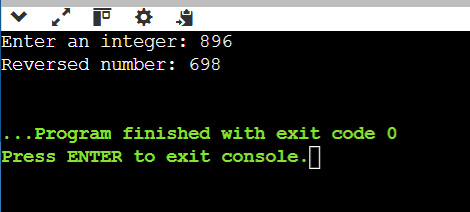 Enter an integer: 896
Reversed number: 698
...Program finished with exit code 0
Press ENTER to exit console.